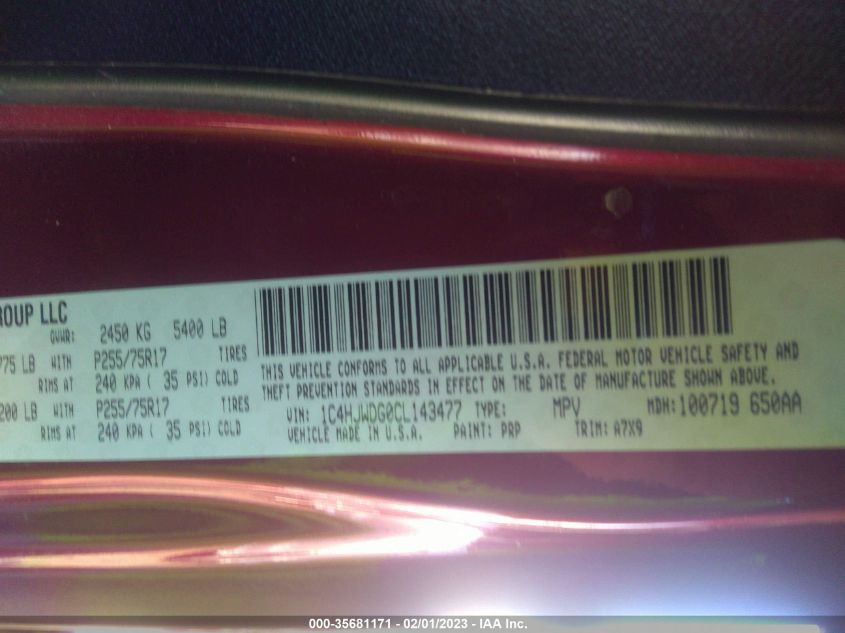 ROUP LLC
GVWR: 2450 KG 5400 LB
775 LB WITH P255/75R17 TIRES
RIMS AT 240 KPA ( 35 PSI) COLD
200 LB WITH P255/75R17 TIRES
RIMS AT 240 KPA ( 35 PSI) COLD
THIS VEHICLE CONFORMS TO ALL APPLICABLE U.S.A. FEDERAL MOTOR VEHICLE SAFETY AND
THEFT PREVENTION STANDARDS IN EFFECT ON THE DATE OF MANUFACTURE SHOWN ABOVE.
VIN: 1C4HJWDG0CL143477 TYPE: MPV MDH: 100719 650AA
VEHICLE MADE IN U.S.A. PAINT: PRP TRIM: A7X9
000-35681171 - 02/01/2023 - IAA Inc.